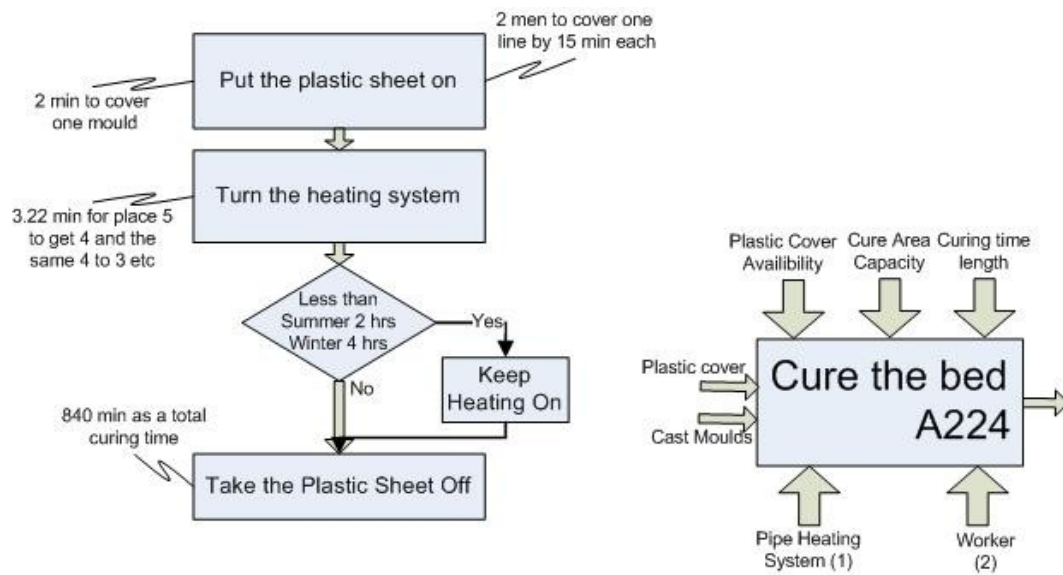 2 men to cover one
line by 15 min each
Put the plastic sheet on
2 min to cover
one mould
Turn the heating system
3.22 min for place 5
to get 4 and the
same 4 to 3 etc
Less than
Summer 2 hrs
Winter 4 hrs
Yes
Keep
Heating On
No
840 min as a total
curing time
Take the Plastic Sheet Off
Plastic Cover
Availibility
Cure Area
Capacity
Curing time
length
Plastic cover
Cast Moulds
Cure the bed
A224
Pipe Heating
System (1)
Worker
(2)